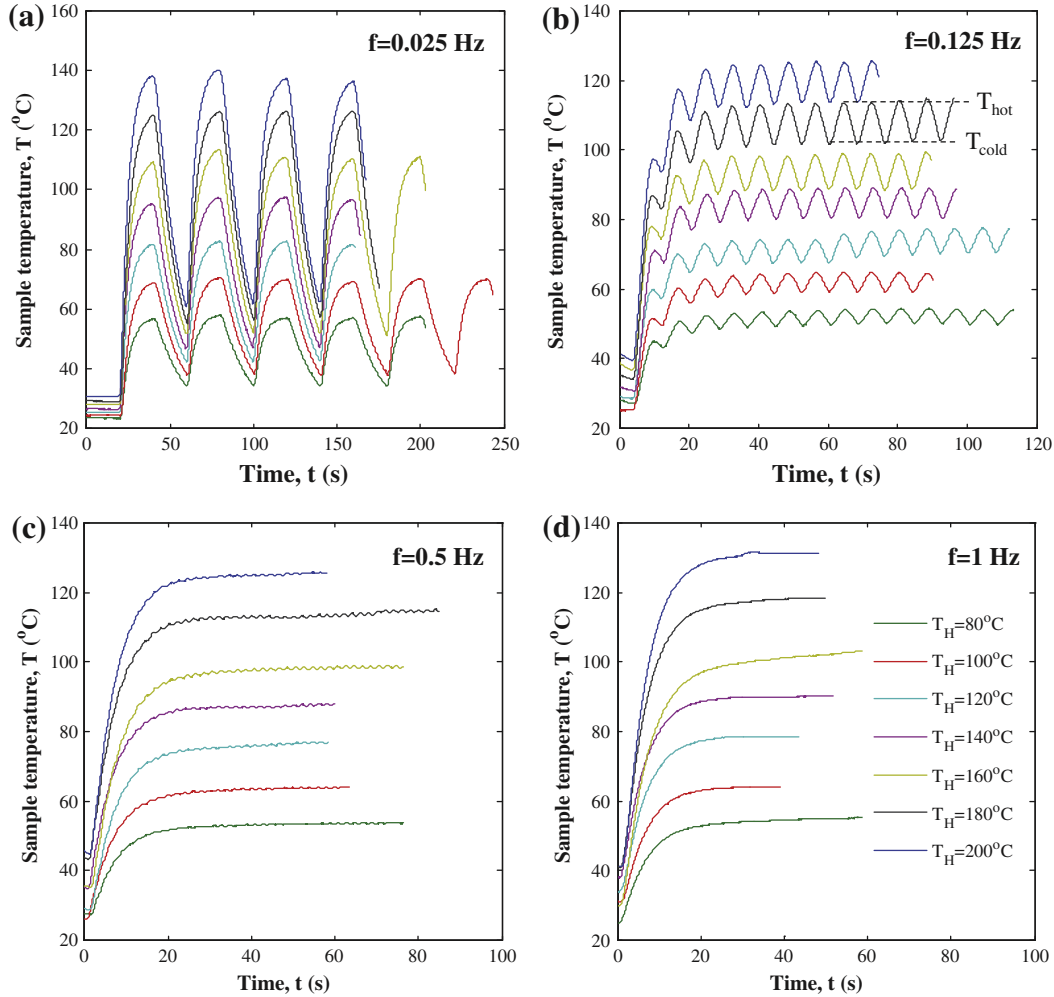 (a)
f=0.025 Hz
160
140
120
100
80
60
40
20
0
50
100
150
200
250
Sample temperature, T (°C)
Time, t (s)
(b)
f=0.125 Hz
T_hot
T_cold
140
120
100
80
60
40
20
0
20
40
60
80
100
120
Sample temperature, T (°C)
Time, t (s)
(c)
f=0.5 Hz
140
120
100
80
60
40
20
0
20
40
60
80
100
Sample temperature, T (°C)
Time, t (s)
(d)
f=1 Hz
T_H=80°C
T_H=100°C
T_H=120°C
T_H=140°C
T_H=160°C
T_H=180°C
T_H=200°C
140
120
100
80
60
40
20
0
20
40
60
80
100
Sample temperature, T (°C)
Time, t (s)